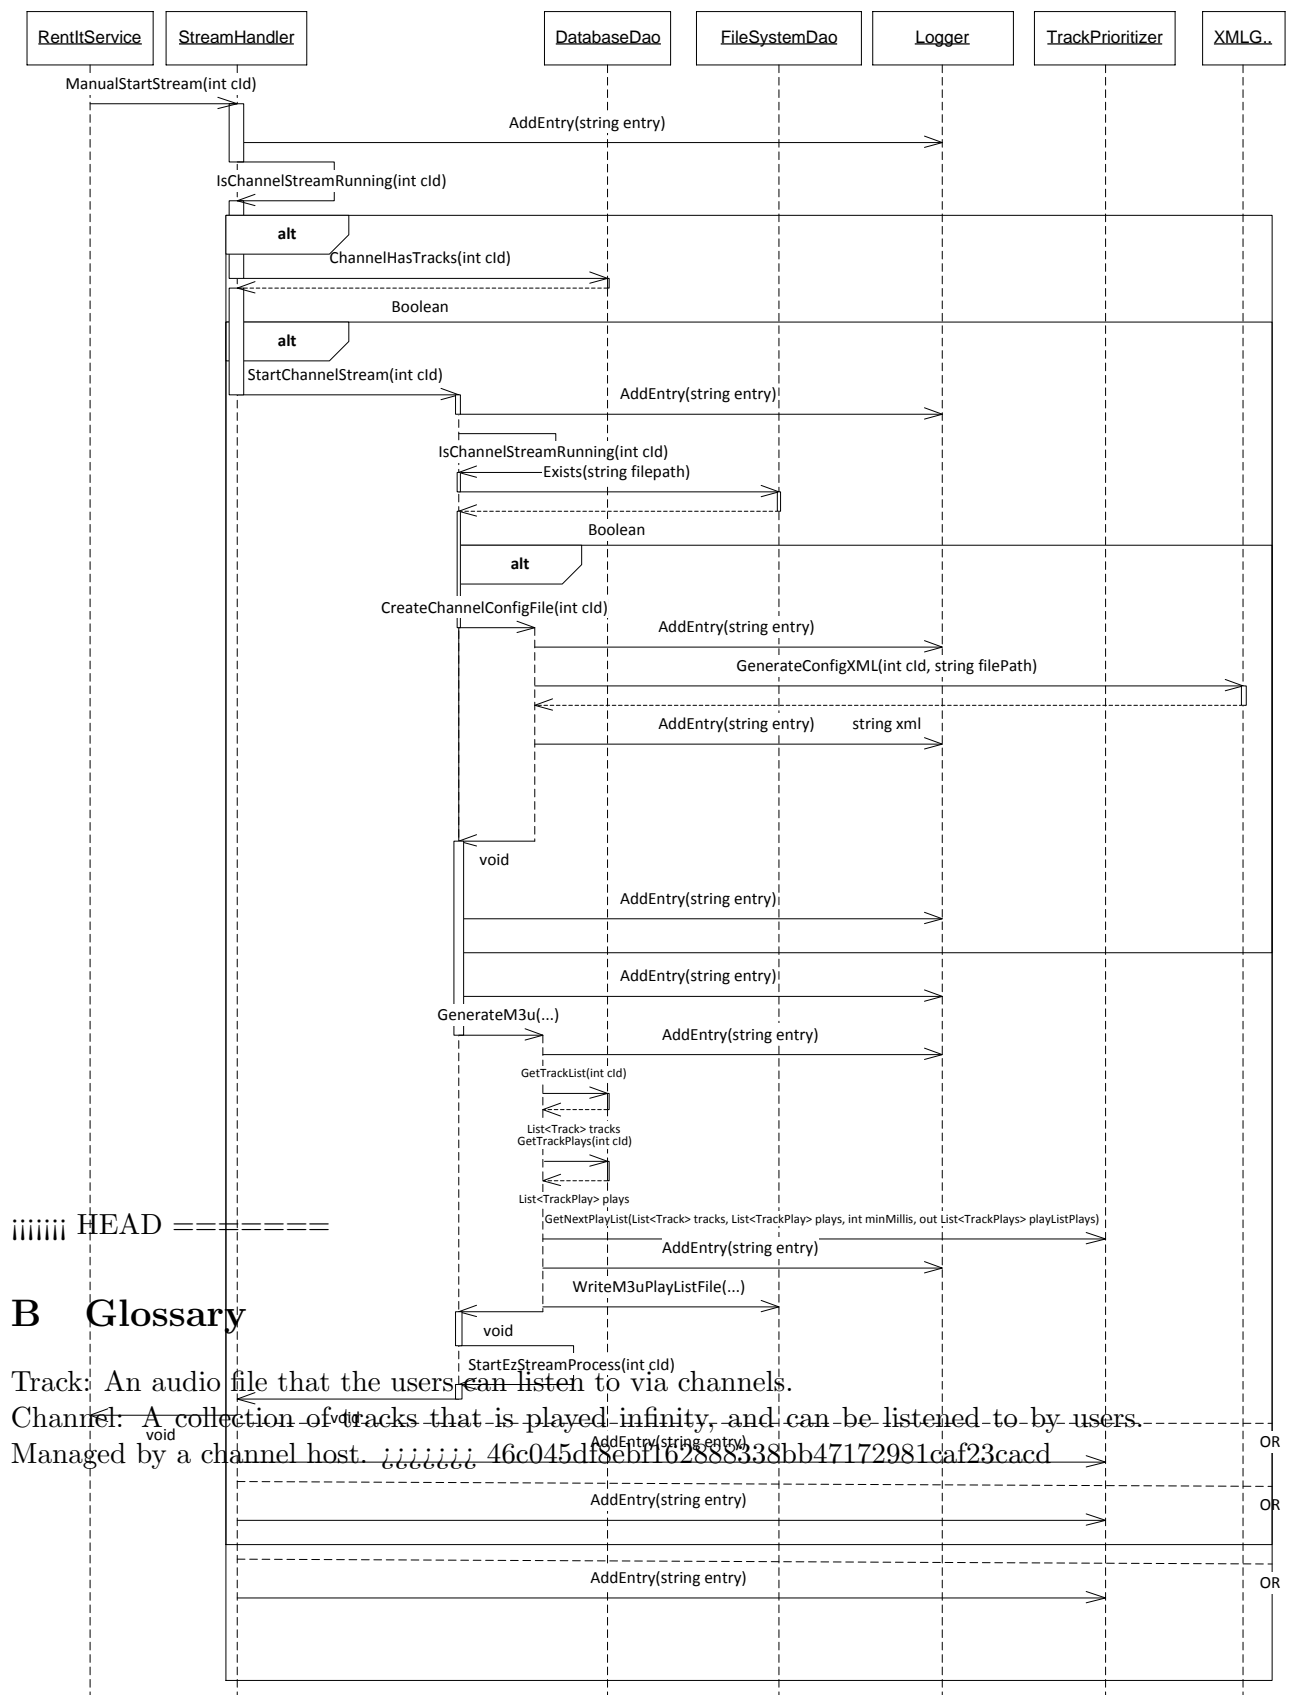 RentItService StreamHandler DatabaseDao FileSystemDao Logger TrackPrioritizer XMLG..
ManualStartStream(int cId)
AddEntry(string entry)
IsChannelStreamRunning(int cId)
alt
ChannelHasTracks(int cId)
Boolean
alt
StartChannelStream(int cId)
AddEntry(string entry)
IsChannelStreamRunning(int cId)
Exists(string filepath)
Boolean
alt
CreateChannelConfigFile(int cId)
AddEntry(string entry)
GenerateConfigXML(int cId, string filePath)
AddEntry(string entry) string xml
void
AddEntry(string entry)
AddEntry(string entry)
GenerateM3u(...)
AddEntry(string entry)
GetTrackList(int cId)
List<Track> tracks
GetTrackPlays(int cId)
List<TrackPlay> plays
GetNextPlayList(List<Track> tracks, List<TrackPlay> plays, int minMillis, out List<TrackPlays> playListPlays)
¡¡¡¡¡¡¡ HEAD =======
AddEntry(string entry)
WriteM3uPlayListFile(...)
B Glossary
void
StartEzStreamProcess(int cId)
Track: An audio file that the users can listen to via channels.
Channel: A collection of tracks that is played infinity, and can be listened to by users.
void
void
Managed by a channel host. ¿¿¿¿¿¿¿ 46c045df8ebf162888338bb47172981caf23cacd
AddEntry(string entry)
OR
AddEntry(string entry)
OR
AddEntry(string entry)
OR